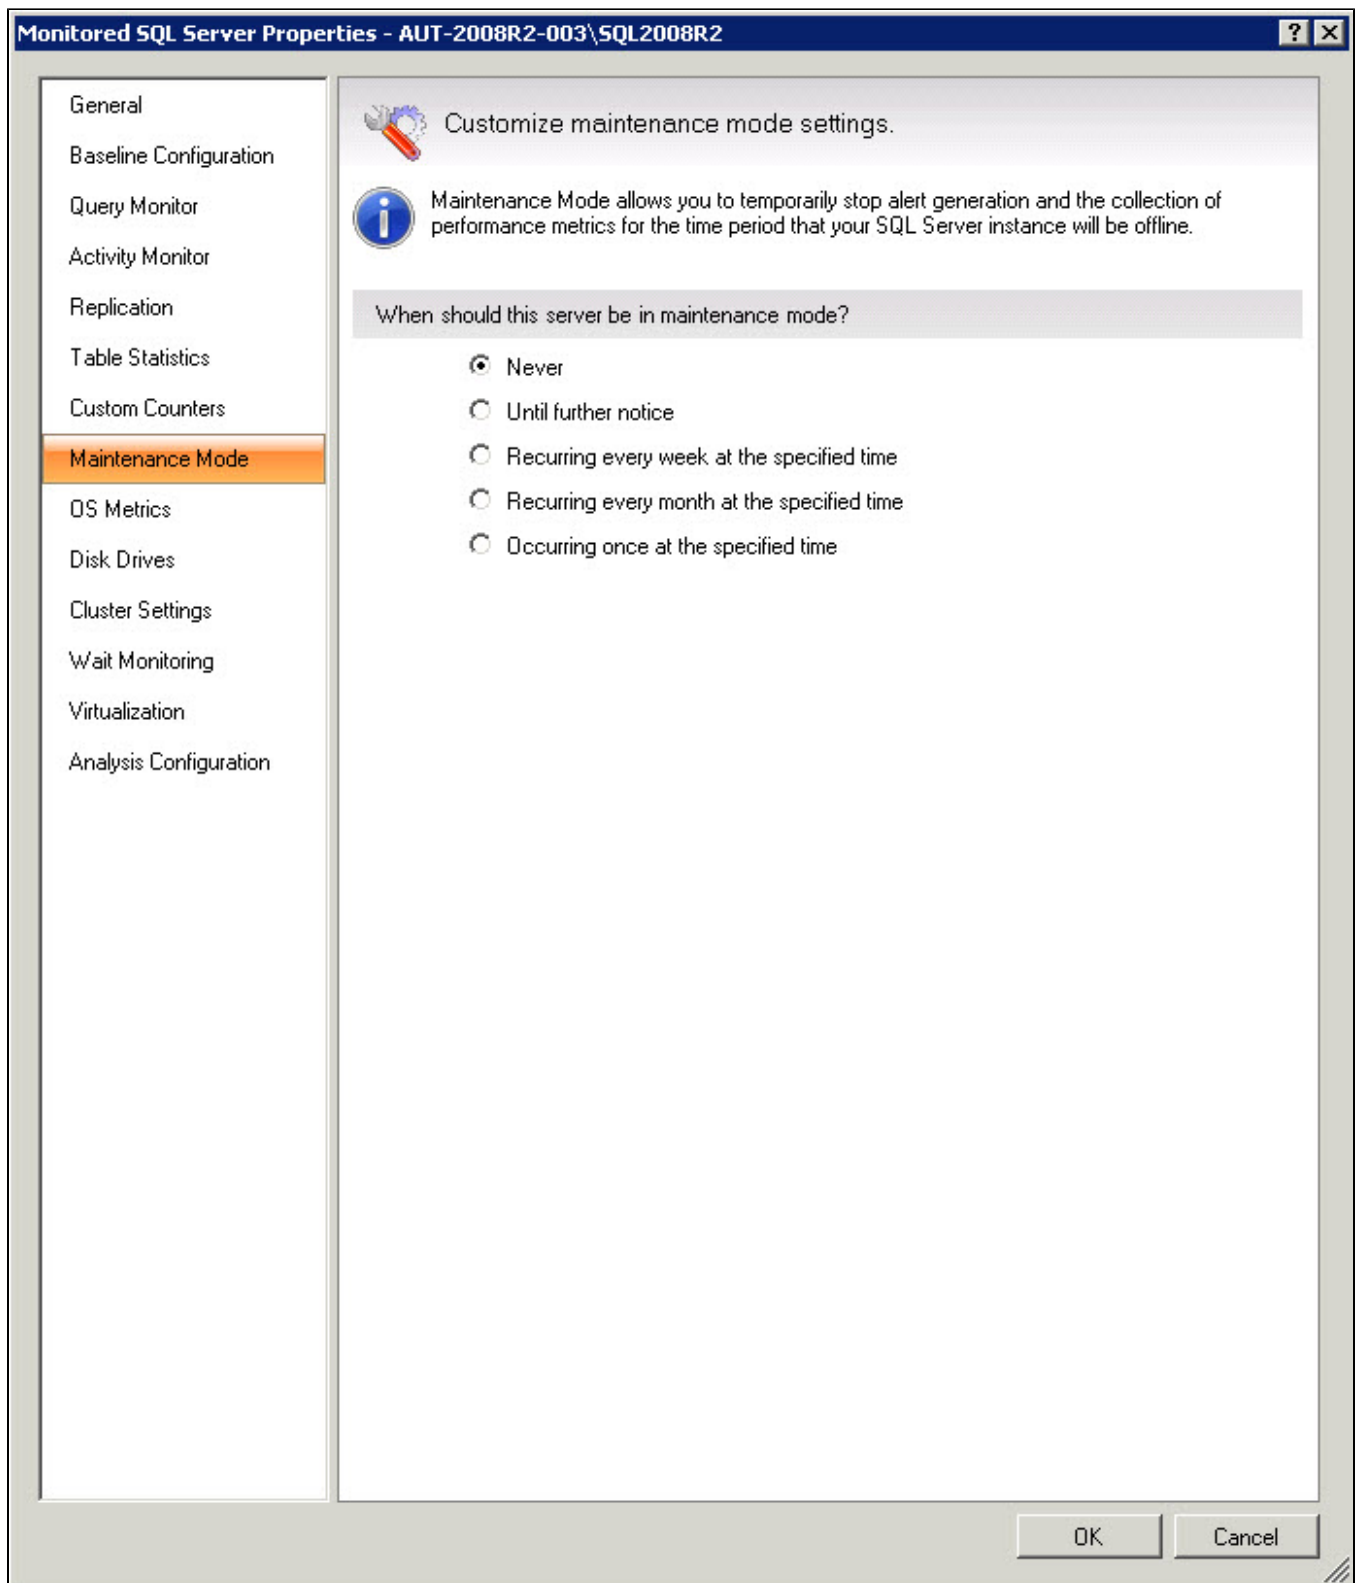 Monitored SQL Server Properties - AUT-2008R2-003\SQL2008R2
General
Baseline Configuration
Query Monitor
Activity Monitor
Replication
Table Statistics
Custom Counters
Maintenance Mode
OS Metrics
Disk Drives
Cluster Settings
Wait Monitoring
Virtualization
Analysis Configuration
Customize maintenance mode settings.
Maintenance Mode allows you to temporarily stop alert generation and the collection of
performance metrics for the time period that your SQL Server instance will be offline.
When should this server be in maintenance mode?
Never
Until further notice
Recurring every week at the specified time
Recurring every month at the specified time
Occurring once at the specified time
OK
Cancel